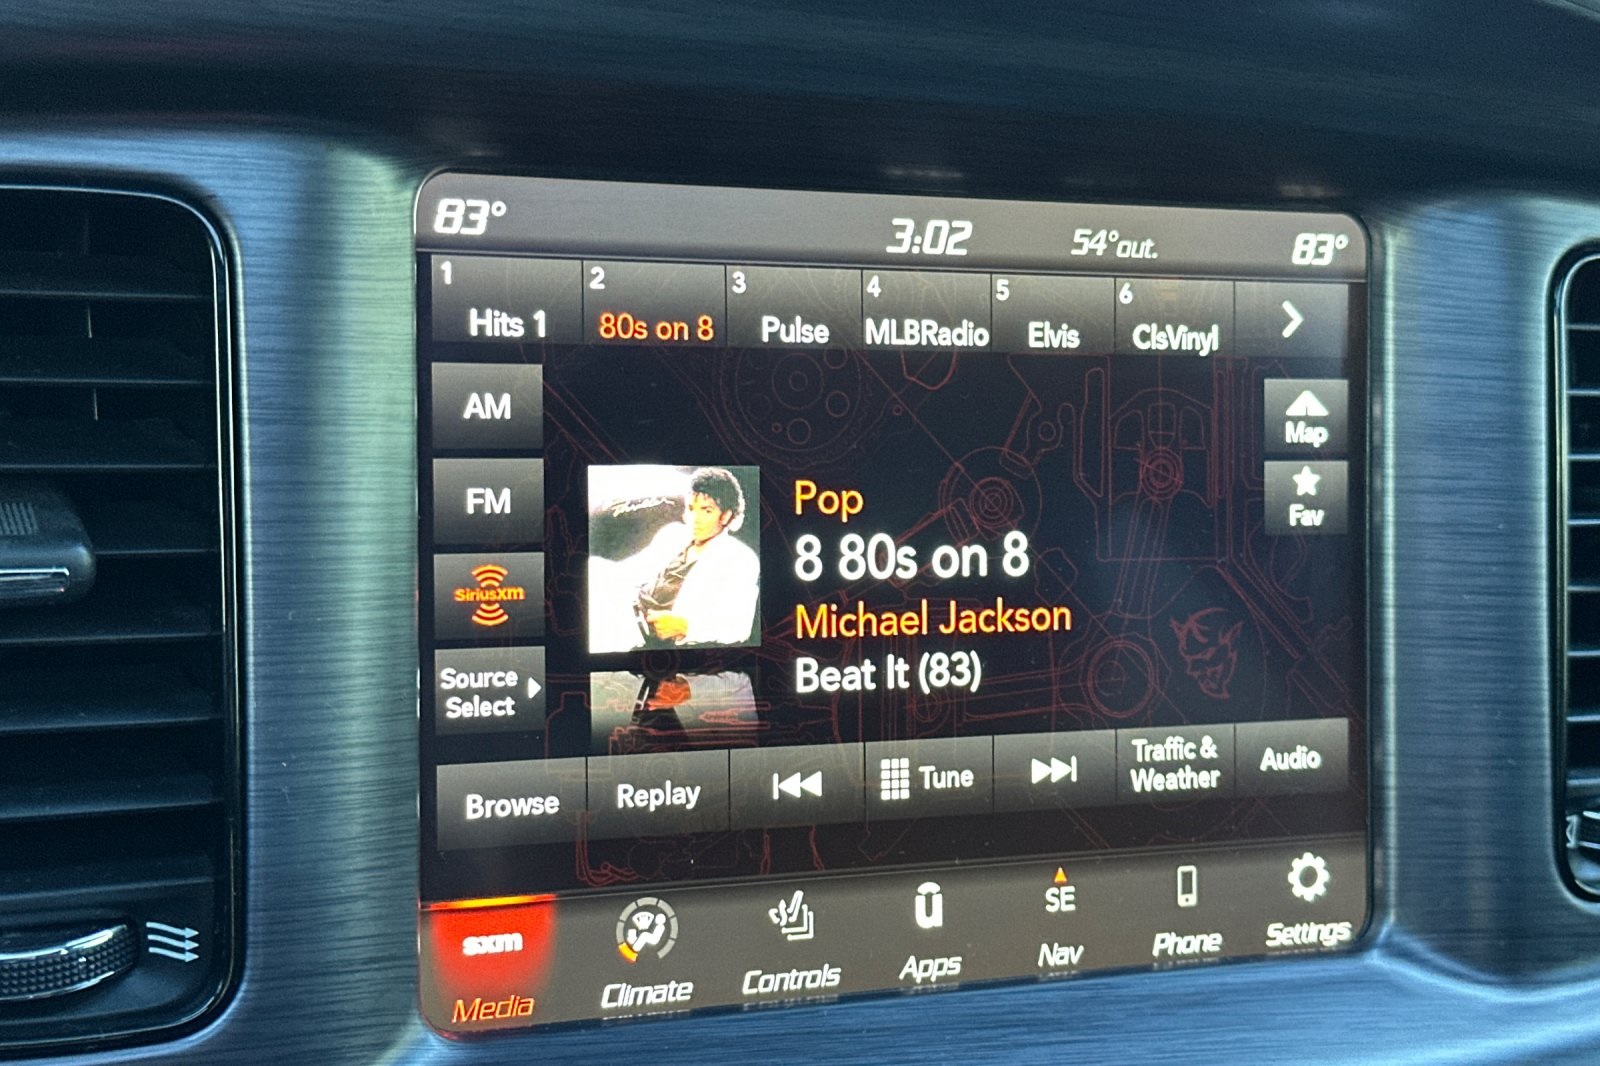 83°
3:02
54°out.
83°
1
2
3
4
5
6
Hits 1
80s on 8
Pulse
MLBRadio
Elvis
ClsVinyl
AM
FM
SiriusXM
Source
Select
Map
Fav
Thriller
Pop
8 80s on 8
Michael Jackson
Beat It (83)
Browse
Replay
Tune
Traffic &
Weather
Audio
sxm
Media
Climate
Controls
Apps
SE
Nav
Phone
Settings